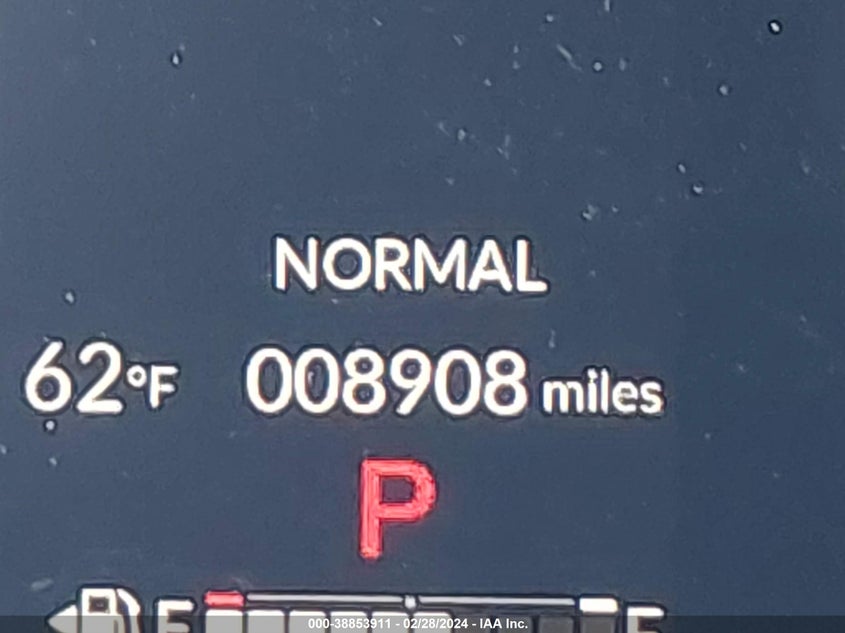 NORMAL
62°F 008908 miles
P
E F
000-38853911 - 02/28/2024 - IAA Inc.